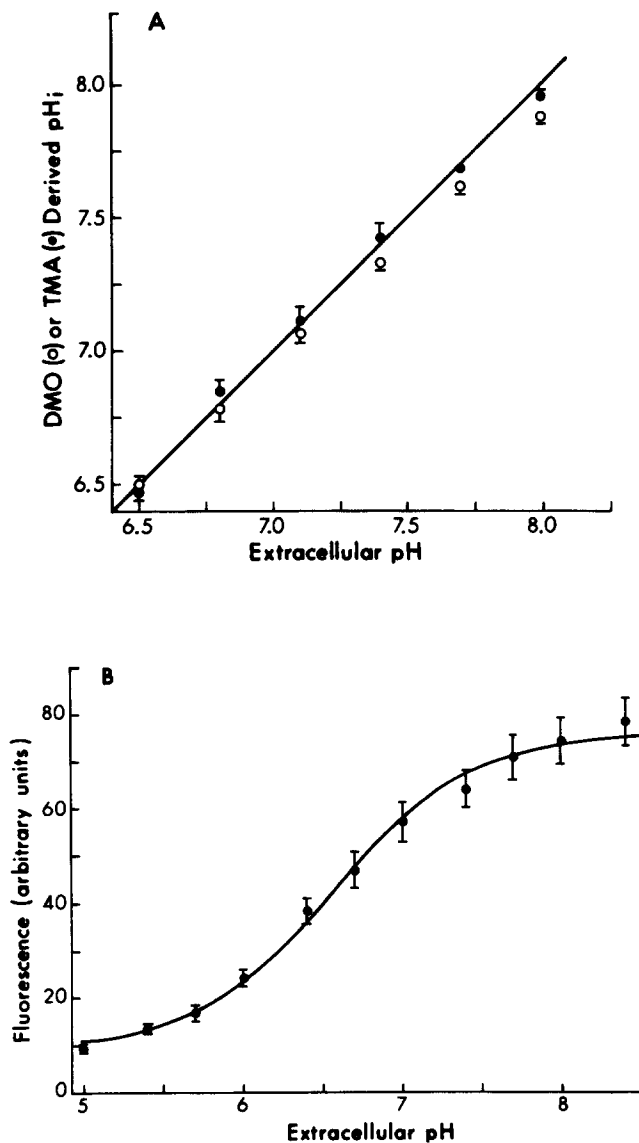 A
DMO (o) or TMA (•) Derived pHi
8.0
7.5
7.0
6.5
6.5 7.0 7.5 8.0
Extracellular pH
B
Fluorescence (arbitrary units)
80
60
40
20
0
5 6 7 8
Extracellular pH